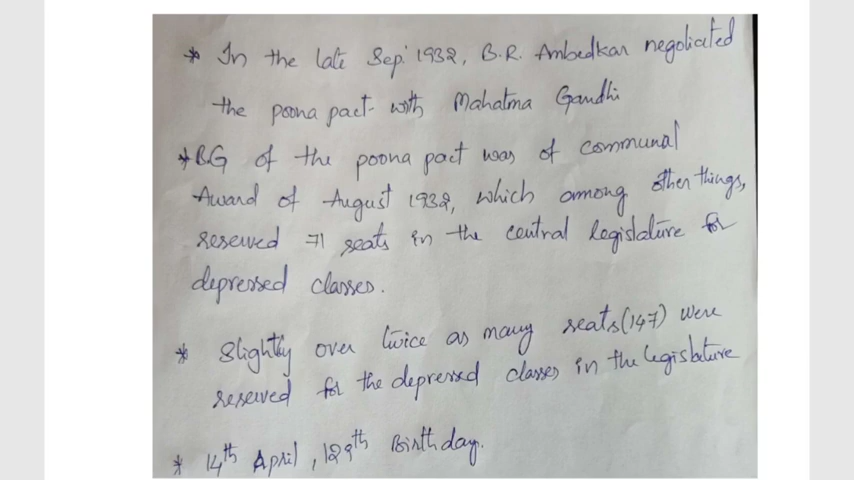 * In the late Sep. 1932, B.R. Ambedkar negoliated
the poona pact with Mahatma Gandhi
* BG of the poona pact was of communal
Award of August 1932, which among other things,
reserved 71 seats in the central legislature for
depressed classes.
* Slightly over twice as many seats (147) were
reserved for the depressed classes in the legislature
* 14th April, 129th Birthday.